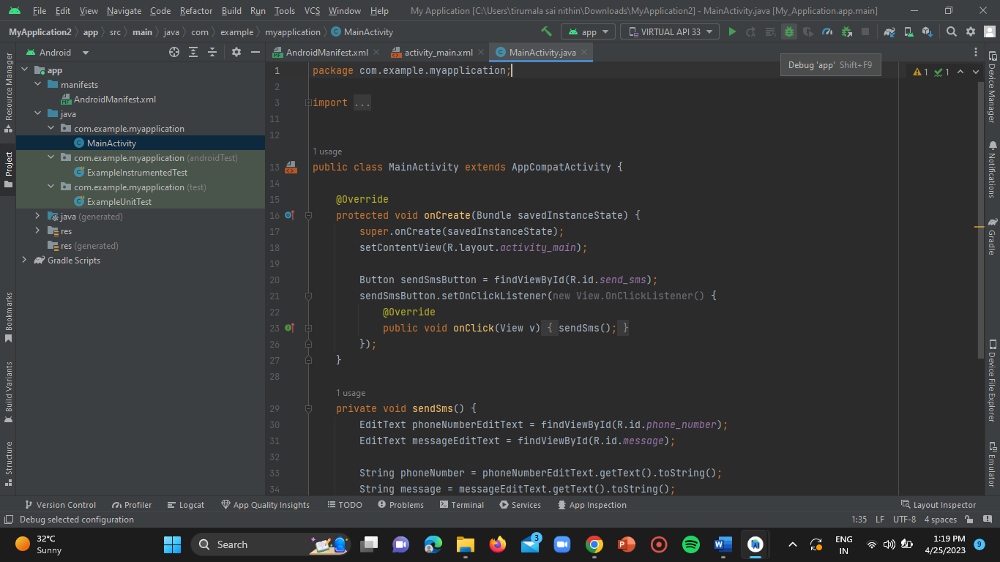 File Edit View Navigate Code Refactor Build Run Tools VCS Window Help My Application [C:\Users\tirumala sai nithin\Downloads\MyApplication2] - MainActivity.java [My_Application.app.main]
MyApplication2 app src main java com example myapplication MainActivity app VIRTUAL API 33
Android
AndroidManifest.xml activity_main.xml MainActivity.java
Debug 'app' Shift+F9
1 1
Resource Manager
Project
Bookmarks
Build Variants
Structure
app
manifests
AndroidManifest.xml
java
com.example.myapplication
MainActivity
com.example.myapplication (androidTest)
ExampleInstrumentedTest
com.example.myapplication (test)
ExampleUnitTest
java (generated)
res
res (generated)
Gradle Scripts
1 package com.example.myapplication;
2
3 import ...
11
12
1 usage
13 public class MainActivity extends AppCompatActivity {
14
15 @Override
16 protected void onCreate(Bundle savedInstanceState) {
17 super.onCreate(savedInstanceState);
18 setContentView(R.layout.activity_main);
19
20 Button sendSmsButton = findViewById(R.id.send_sms);
21 sendSmsButton.setOnClickListener(new View.OnClickListener() {
22 @Override
23 public void onClick(View v) { sendSms(); }
26 });
27 }
28
1 usage
29 private void sendSms() {
30 EditText phoneNumberEditText = findViewById(R.id.phone_number);
31 EditText messageEditText = findViewById(R.id.message);
32
33 String phoneNumber = phoneNumberEditText.getText().toString();
34 String message = messageEditText.getText().toString();
Device Manager
Notifications
Gradle
Device File Explorer
Emulator
Version Control Profiler Logcat App Quality Insights TODO Problems Terminal Services App Inspection Layout Inspector
Debug selected configuration 1:35 LF UTF-8 4 spaces
32°C
Sunny
Search
3
ENG
IN
1:19 PM
4/25/2023
9